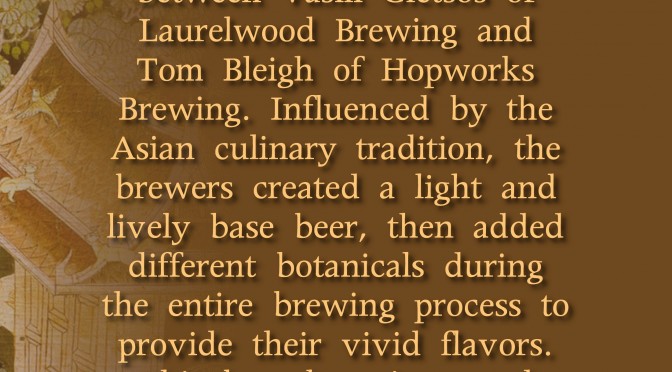 of
Laurelwood Brewing and
Tom Bleigh of Hopworks
Brewing. Influenced by the
Asian culinary tradition, the
brewers created a light and
lively base beer, then added
different botanicals during
the entire brewing process to
provide their vivid flavors.